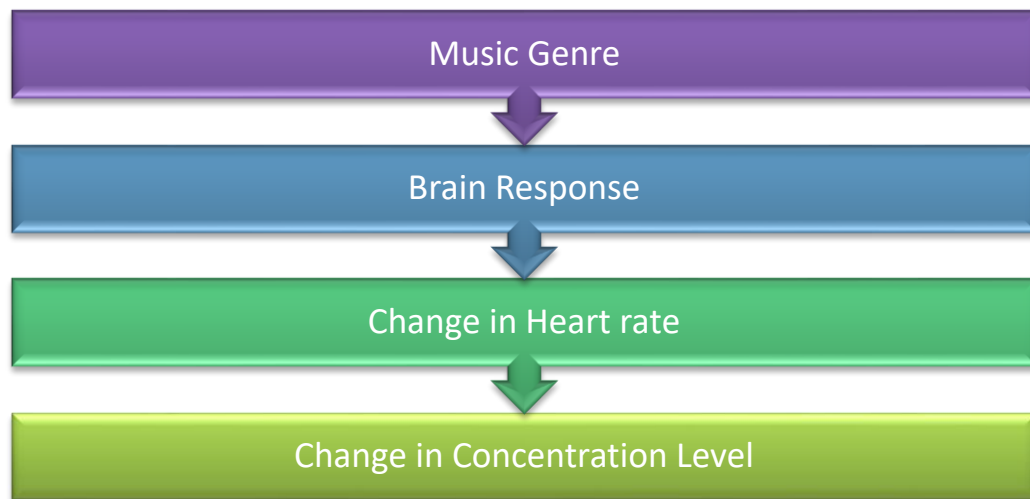 Music Genre
Brain Response
Change in Heart rate
Change in Concentration Level